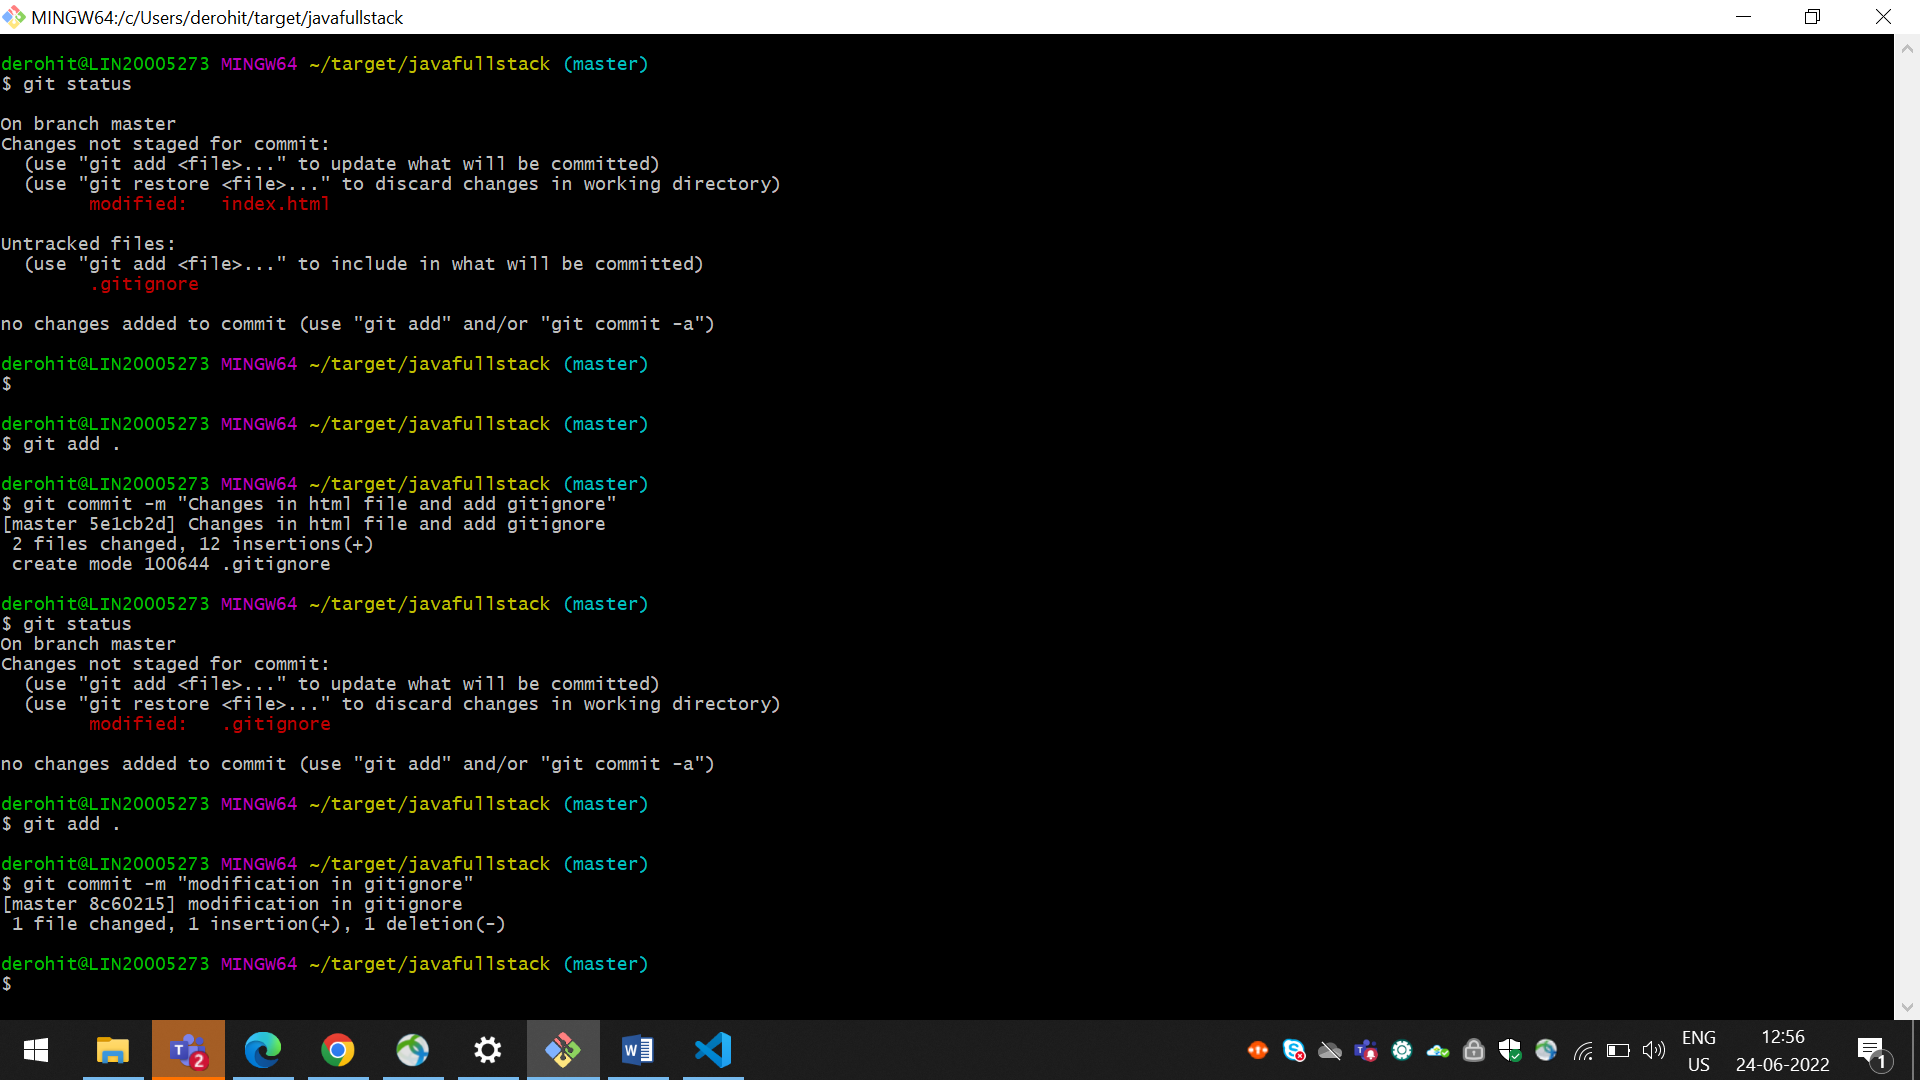 MINGW64:/c/Users/derohit/target/javafullstack
derohit@LIN20005273 MINGW64 ~/target/javafullstack (master)
$ git status
On branch master
Changes not staged for commit:
  (use "git add <file>..." to update what will be committed)
  (use "git restore <file>..." to discard changes in working directory)
        modified:   index.html
Untracked files:
  (use "git add <file>..." to include in what will be committed)
        .gitignore
no changes added to commit (use "git add" and/or "git commit -a")
derohit@LIN20005273 MINGW64 ~/target/javafullstack (master)
$
derohit@LIN20005273 MINGW64 ~/target/javafullstack (master)
$ git add .
derohit@LIN20005273 MINGW64 ~/target/javafullstack (master)
$ git commit -m "Changes in html file and add gitignore"
[master 5e1cb2d] Changes in html file and add gitignore
 2 files changed, 12 insertions(+)
 create mode 100644 .gitignore
derohit@LIN20005273 MINGW64 ~/target/javafullstack (master)
$ git status
On branch master
Changes not staged for commit:
  (use "git add <file>..." to update what will be committed)
  (use "git restore <file>..." to discard changes in working directory)
        modified:   .gitignore
no changes added to commit (use "git add" and/or "git commit -a")
derohit@LIN20005273 MINGW64 ~/target/javafullstack (master)
$ git add .
derohit@LIN20005273 MINGW64 ~/target/javafullstack (master)
$ git commit -m "modification in gitignore"
[master 8c60215] modification in gitignore
 1 file changed, 1 insertion(+), 1 deletion(-)
derohit@LIN20005273 MINGW64 ~/target/javafullstack (master)
$
T 2
W
ENG
US
12:56
24-06-2022
1